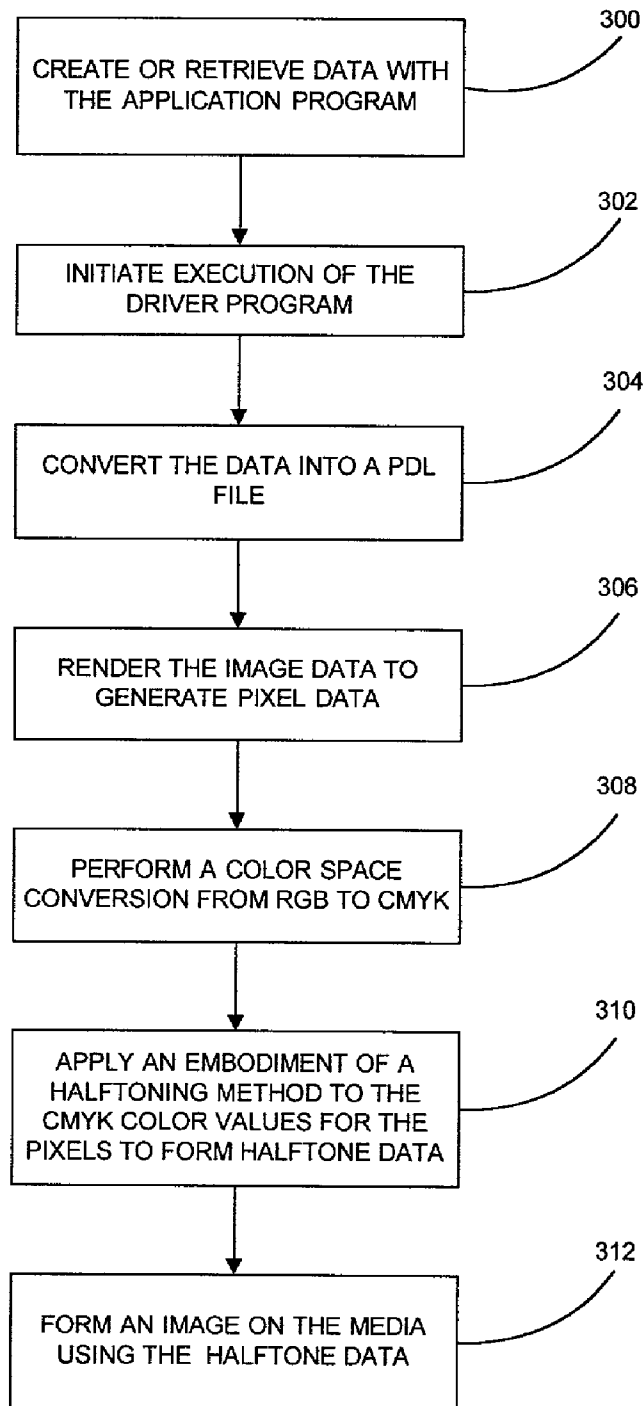 300
CREATE OR RETRIEVE DATA WITH
THE APPLICATION PROGRAM
302
INITIATE EXECUTION OF THE
DRIVER PROGRAM
304
CONVERT THE DATA INTO A PDL
FILE
306
RENDER THE IMAGE DATA TO
GENERATE PIXEL DATA
308
PERFORM A COLOR SPACE
CONVERSION FROM RGB TO CMYK
310
APPLY AN EMBODIMENT OF A
HALFTONING METHOD TO THE
CMYK COLOR VALUES FOR THE
PIXELS TO FORM HALFTONE DATA
312
FORM AN IMAGE ON THE MEDIA
USING THE HALFTONE DATA